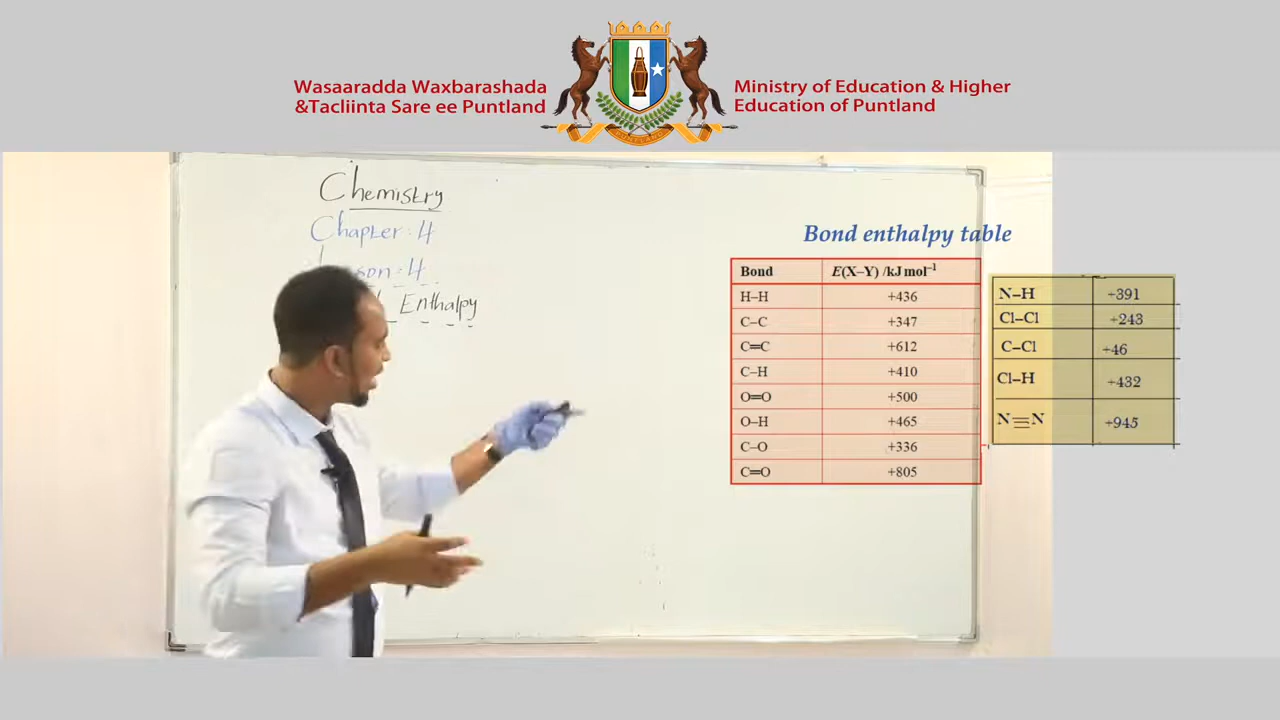 Wasaaradda Waxbarashada
&Tacliinta Sare ee Puntland
Ministry of Education & Higher
Education of Puntland
Chemistry
Chapter: 4
son: 4
Enthalpy
Bond enthalpy table
Bond E(X–Y) /kJ mol⁻¹
H–H +436
C–C +347
C=C +612
C–H +410
O=O +500
O–H +465
C–O +336
C=O +805
N–H +391
Cl–Cl +243
C–Cl +46
Cl–H +432
N≡N +945